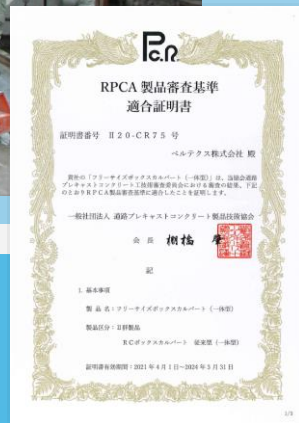 P.C.R.
RPCA 製品審査基準
適合証明書
証明書番号 II20-CR75 号
ベルテクス株式会社 殿
貴社の「フリーサイズボックスカルバート（一体型）」は、当協会道路
プレキャストコンクリート工技術審査委員会における審査の結果、下記
のとおりRPCA製品審査基準に適合したことを証明します。
一般社団法人 道路プレキャストコンクリート製品技術協会
会 長
記
1. 基本事項
製 品 名：フリーサイズボックスカルバート（一体型）
製品区分：II群製品
RCボックスカルバート 従来型（一体型）
証明書有効期間：2021年4月1日～2024年3月31日
1/3